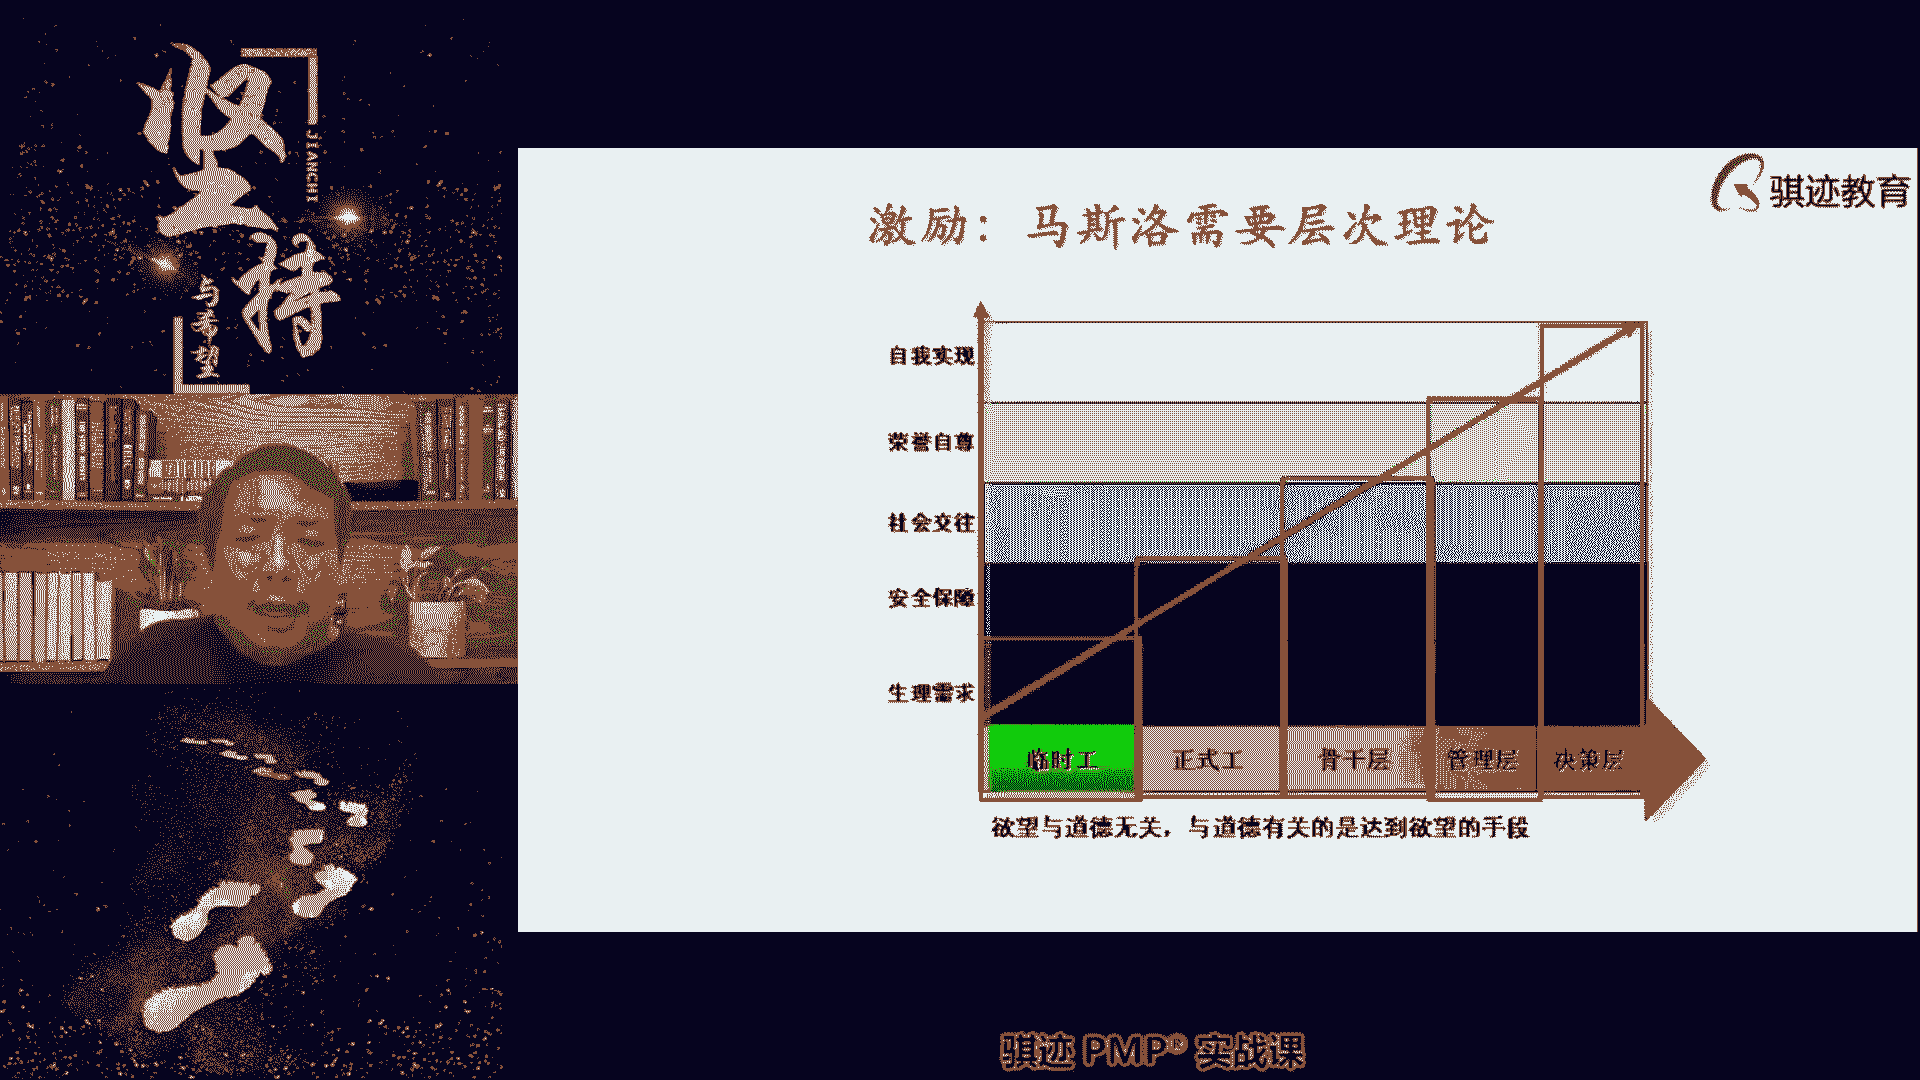 坚持
JIANCHI
与希望
骐迹教育
激励：马斯洛需要层次理论
自我实现
荣誉自尊
社会交往
安全保障
生理需求
临时工 正式工 骨干层 管理层 决策层
欲望与道德无关，与道德有关的是达到欲望的手段
骐迹 PMP® 实战课